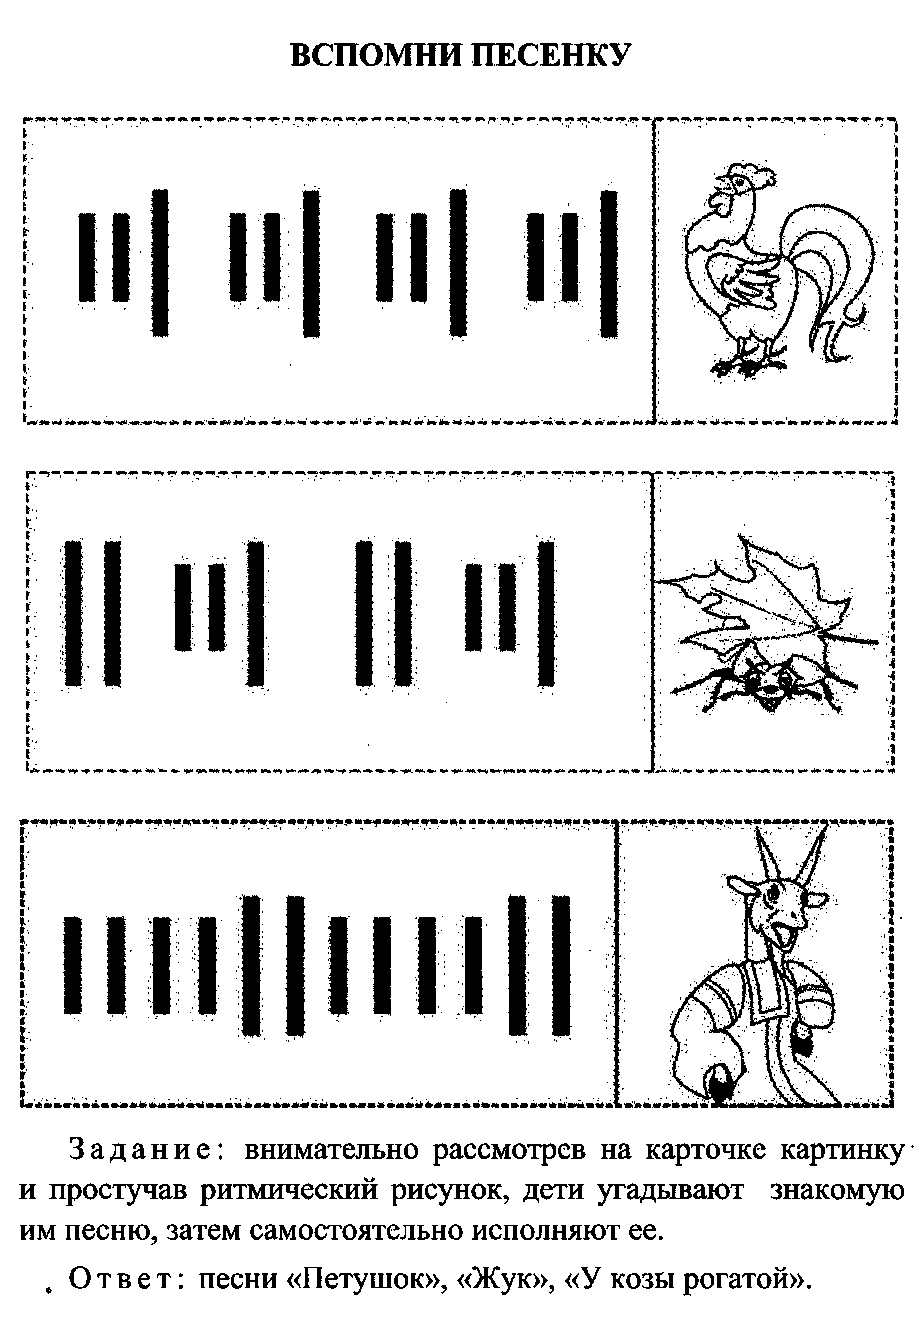 ВСПОМНИ ПЕСЕНКУ
Задание: внимательно рассмотрев на карточке картинку
и простучав ритмический рисунок, дети угадывают знакомую
им песню, затем самостоятельно исполняют ее.
Ответ: песни «Петушок», «Жук», «У козы рогатой».